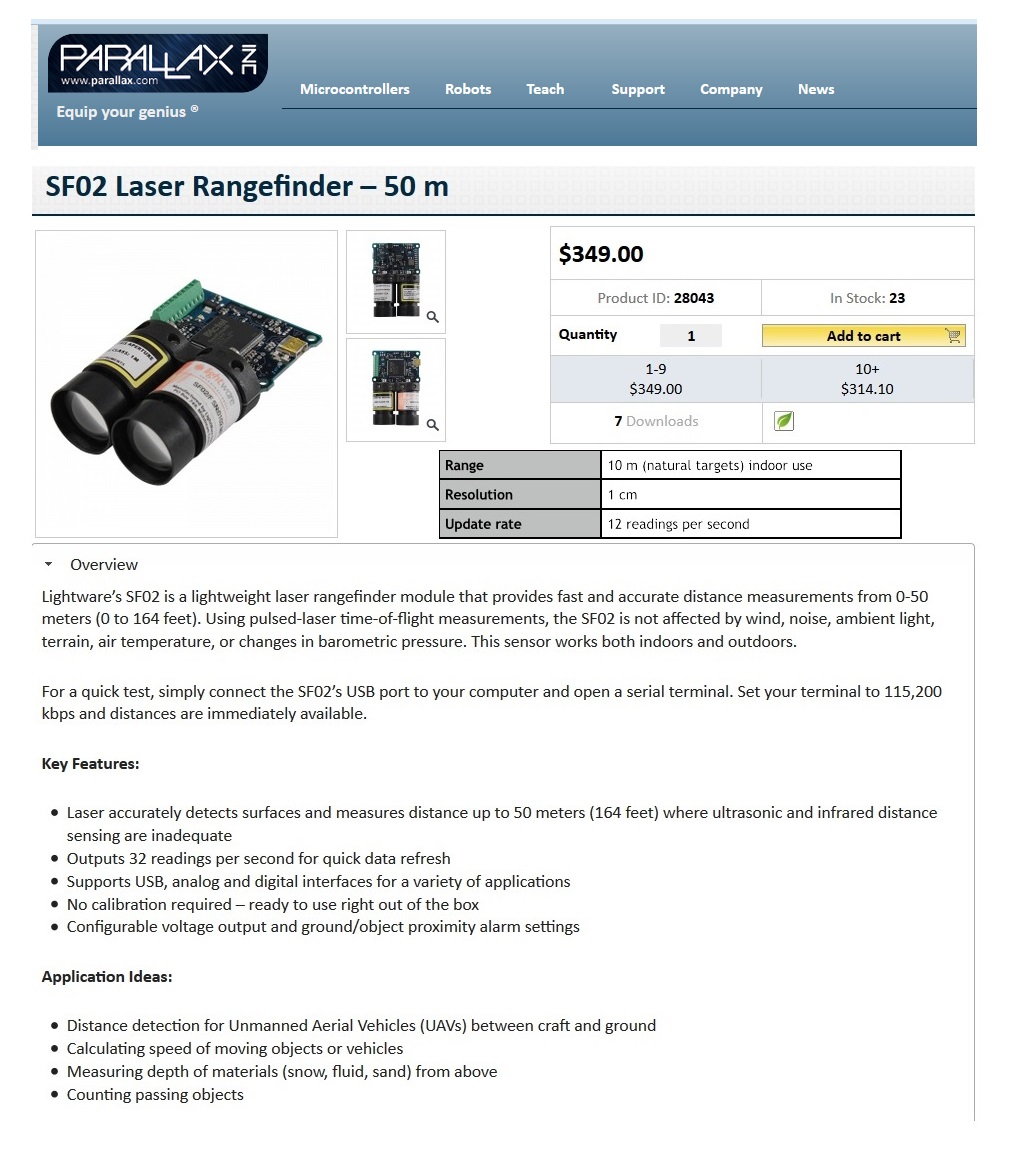 PARALLAX INC
www.parallax.com
Equip your genius ®
Microcontrollers Robots Teach Support Company News
SF02 Laser Rangefinder – 50 m
$349.00
Product ID: 28043 In Stock: 23
Quantity 1 Add to cart
1-9 10+
$349.00 $314.10
7 Downloads
Range 10 m (natural targets) indoor use
Resolution 1 cm
Update rate 12 readings per second
Overview
Lightware’s SF02 is a lightweight laser rangefinder module that provides fast and accurate distance measurements from 0-50
meters (0 to 164 feet). Using pulsed-laser time-of-flight measurements, the SF02 is not affected by wind, noise, ambient light,
terrain, air temperature, or changes in barometric pressure. This sensor works both indoors and outdoors.
For a quick test, simply connect the SF02’s USB port to your computer and open a serial terminal. Set your terminal to 115,200
kbps and distances are immediately available.
Key Features:
• Laser accurately detects surfaces and measures distance up to 50 meters (164 feet) where ultrasonic and infrared distance
sensing are inadequate
• Outputs 32 readings per second for quick data refresh
• Supports USB, analog and digital interfaces for a variety of applications
• No calibration required – ready to use right out of the box
• Configurable voltage output and ground/object proximity alarm settings
Application Ideas:
• Distance detection for Unmanned Aerial Vehicles (UAVs) between craft and ground
• Calculating speed of moving objects or vehicles
• Measuring depth of materials (snow, fluid, sand) from above
• Counting passing objects